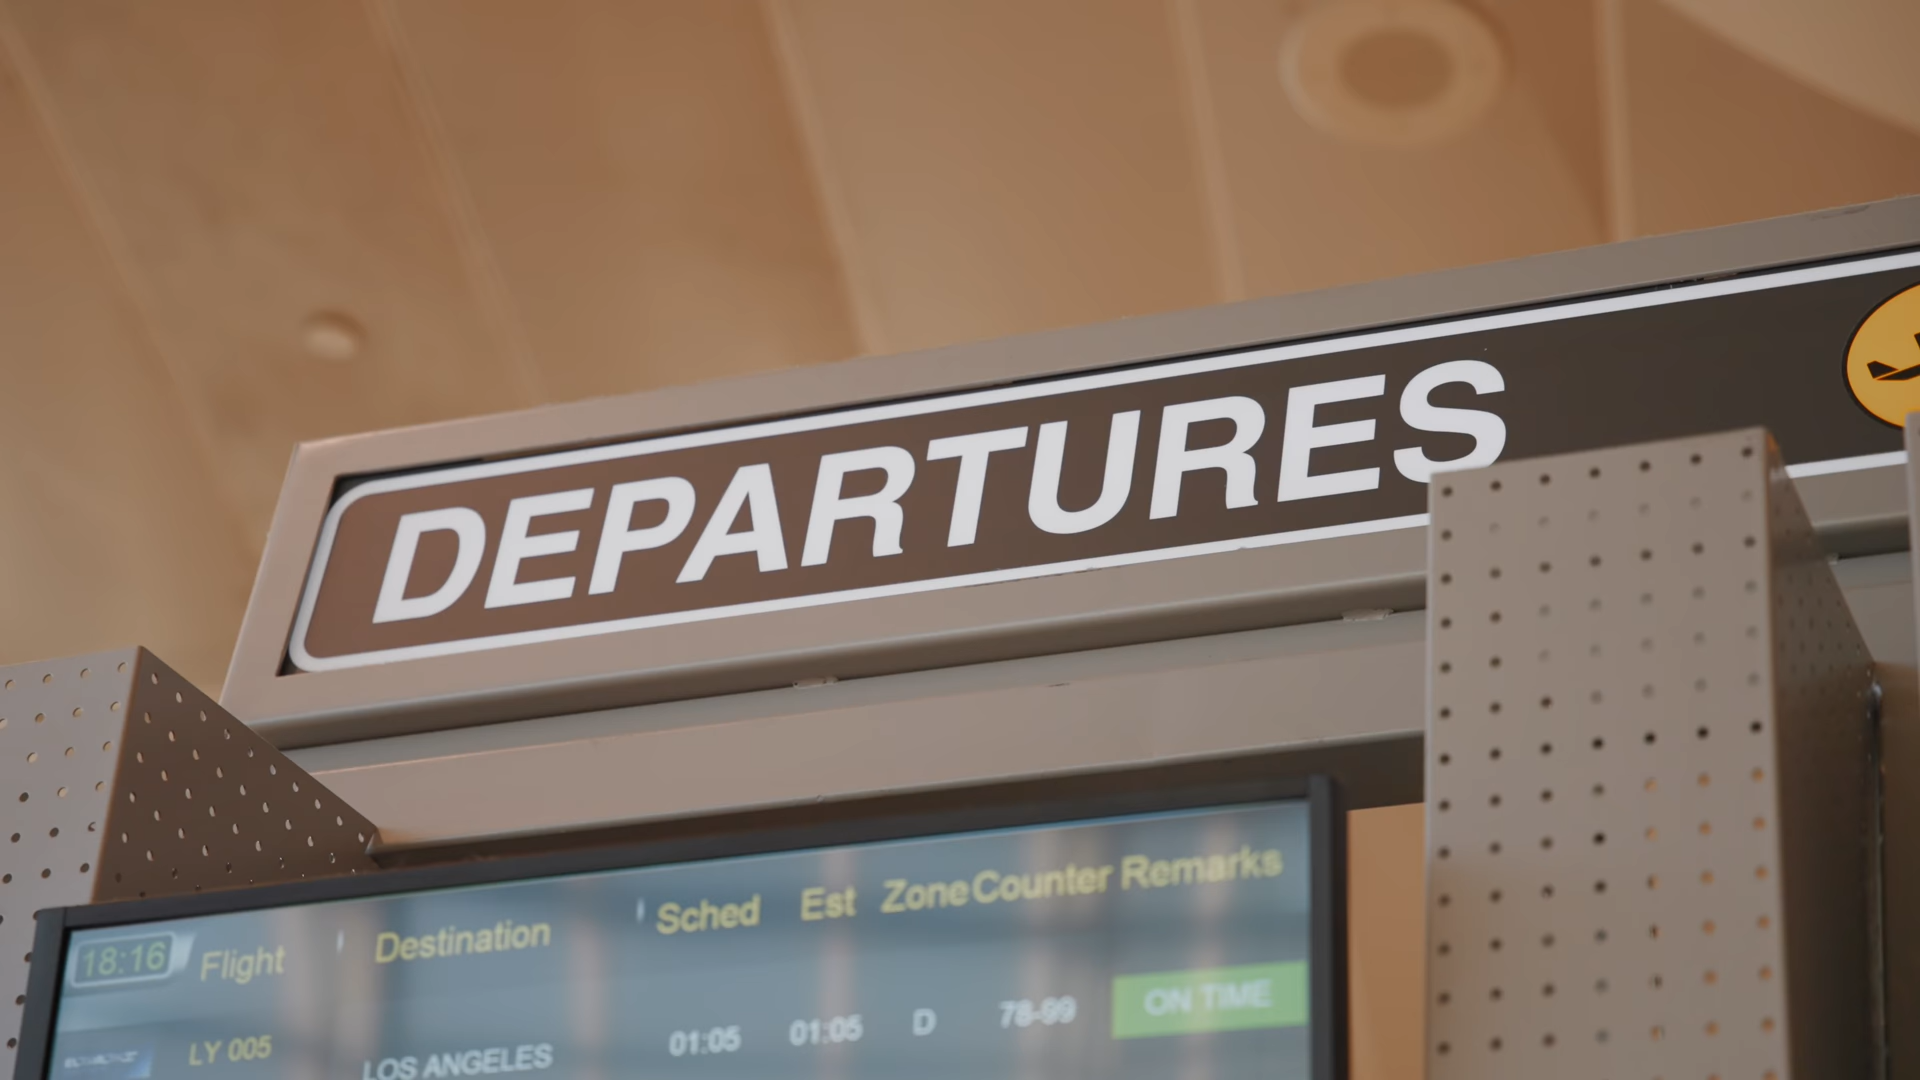 DEPARTURES
18:16 Flight Destination Sched Est Zone Counter Remarks
LY 005 LOS ANGELES 01:05 01:05 D 78-99 ON TIME